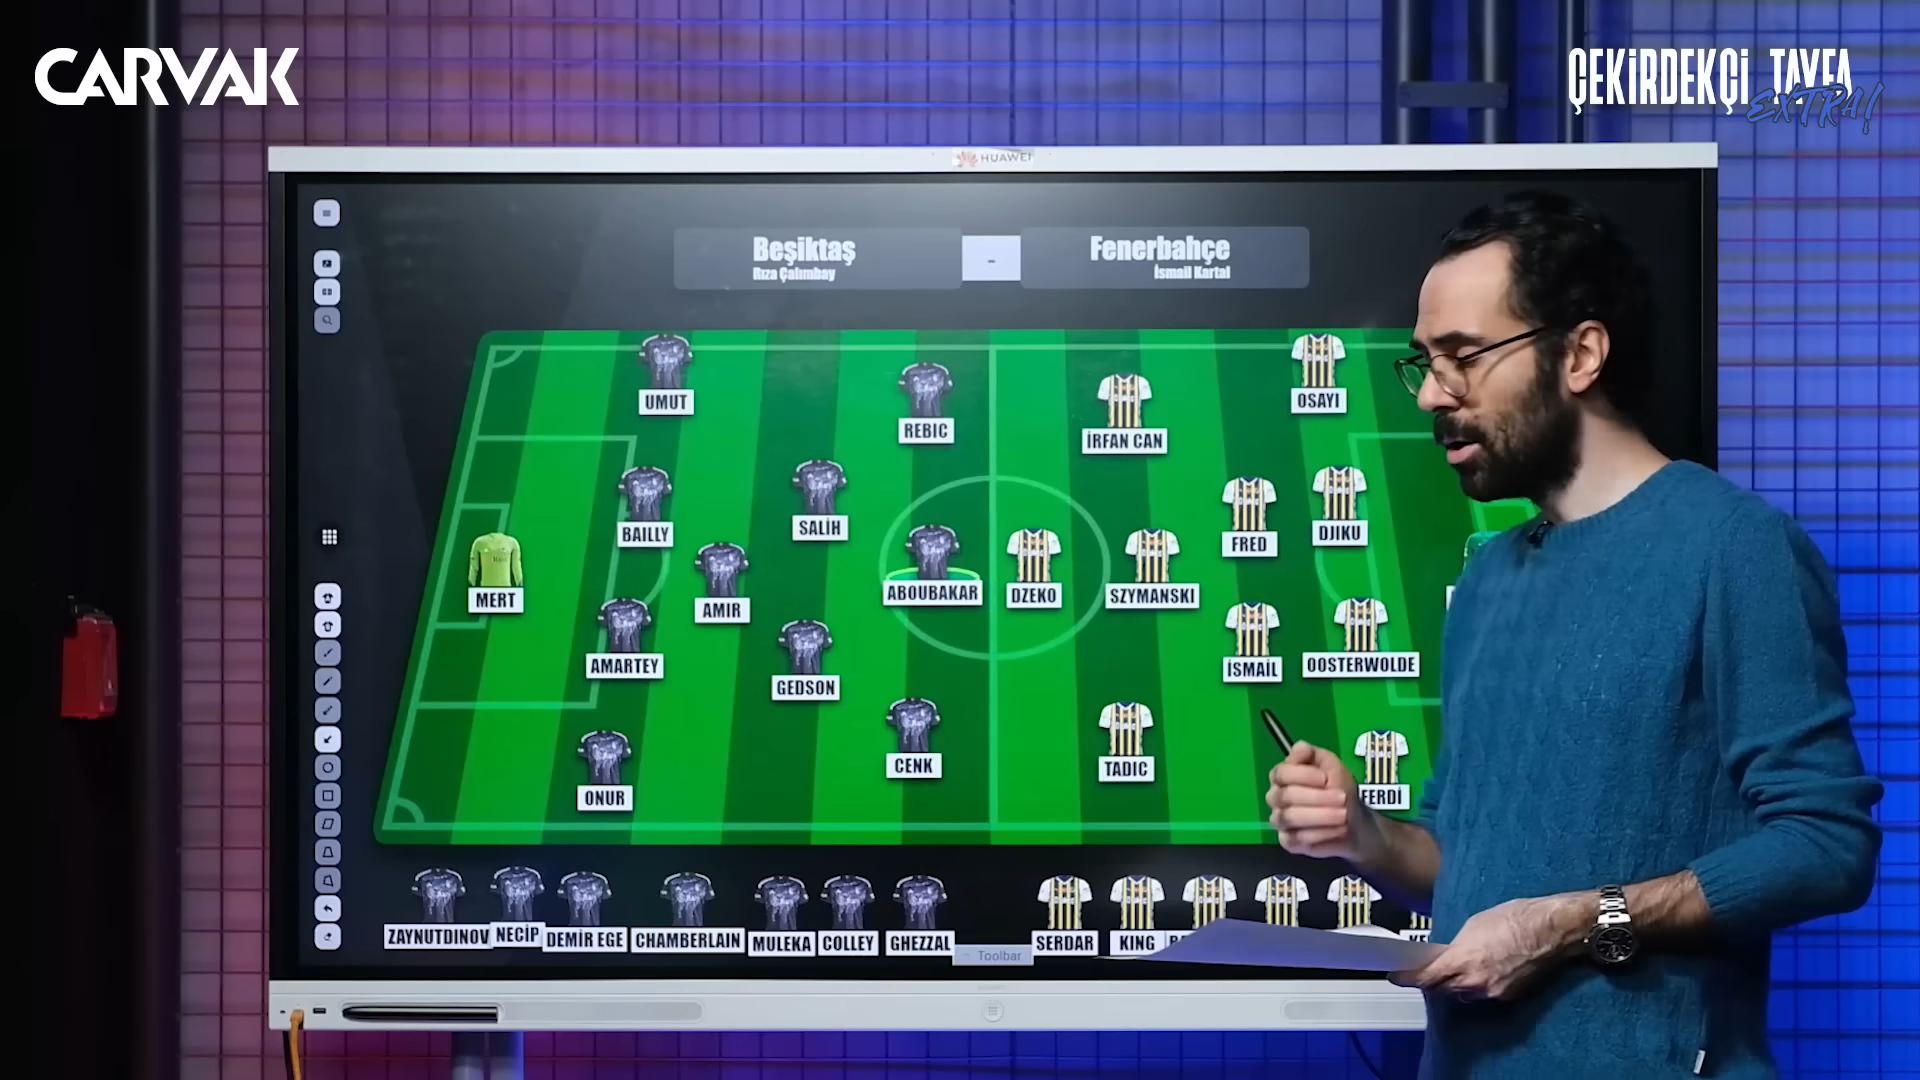 CARVAK
ÇEKİRDEKÇİ TAYFA
EXTRA!
HUAWEI
Beşiktaş
Rıza Çalımbay
-
Fenerbahçe
İsmail Kartal
UMUT
REBIC
İRFAN CAN
OSAYI
BAILLY
SALİH
FRED
DJIKU
MERT
AMIR
ABOUBAKAR
DZEKO
SZYMANSKI
AMARTEY
GEDSON
İSMAİL
OOSTERWOLDE
ONUR
CENK
TADIC
FERDİ
ZAYNUTDINOV
NECİP
DEMİR EGE
CHAMBERLAIN
MULEKA
COLLEY
GHEZZAL
SERDAR
KING
Toolbar